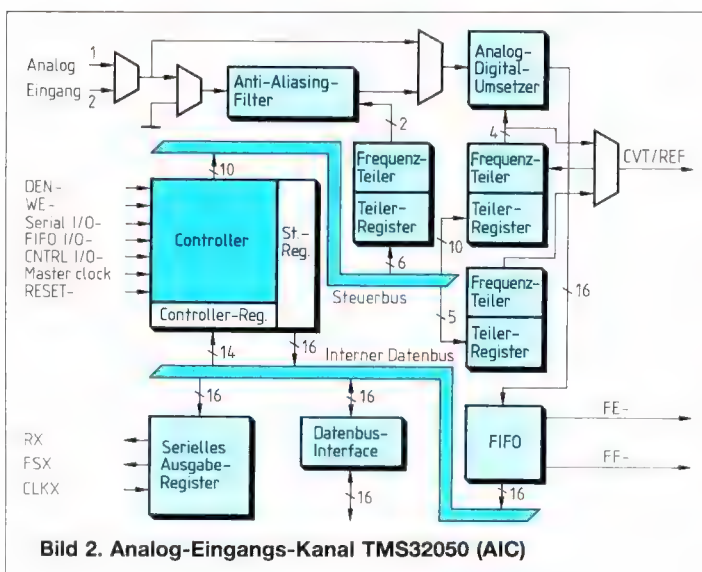 Analog
1
Eingang
2
Anti-Aliasing-
Filter
Analog-
Digital-
Umsetzer
2
4
Frequenz-
Teiler
Teiler-
Register
Frequenz-
Teiler
Teiler-
Register
CVT/REF
10
DEN-
WE-
Serial I/O-
FIFO I/O-
CNTRL I/O-
Master clock
RESET-
Controller
St.-
Reg.
Controller-Reg.
6
10
Steuerbus
Frequenz-
Teiler
Teiler-
Register
5
16
14
16
Interner Datenbus
16
16
16
RX
FSX
CLKX
Serielles
Ausgabe-
Register
Datenbus-
Interface
FIFO
FE-
FF-
16
Bild 2. Analog-Eingangs-Kanal TMS32050 (AIC)